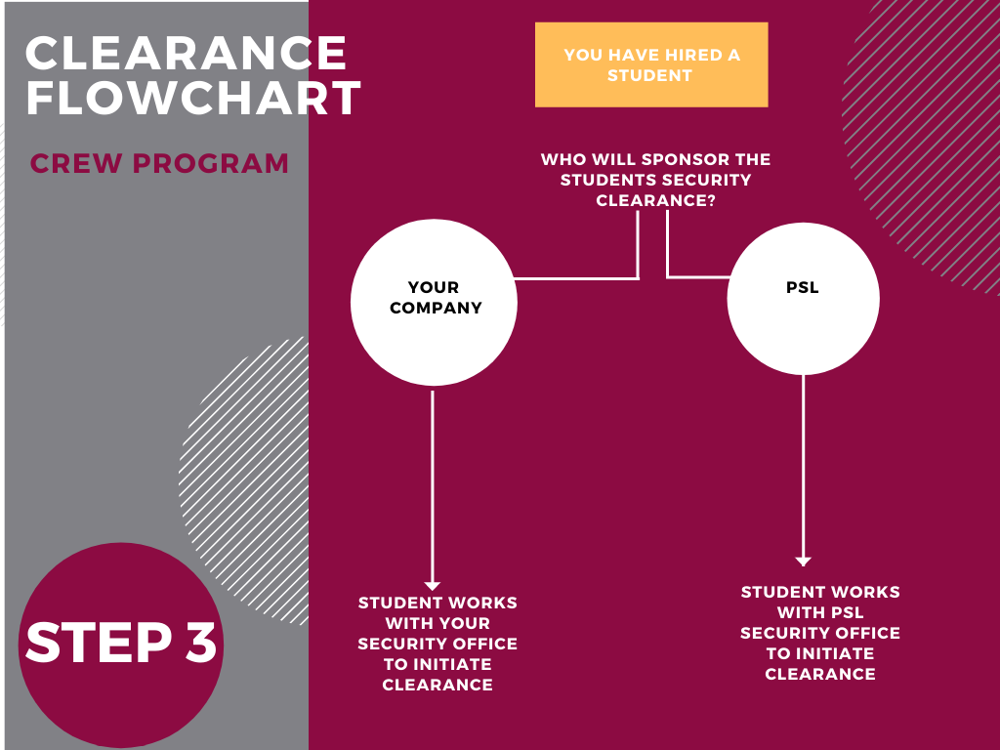 CLEARANCE
FLOWCHART
CREW PROGRAM
YOU HAVE HIRED A
STUDENT
WHO WILL SPONSOR THE
STUDENTS SECURITY
CLEARANCE?
YOUR
COMPANY
PSL
STUDENT WORKS
WITH YOUR
SECURITY OFFICE
TO INITIATE
CLEARANCE
STUDENT WORKS
WITH PSL
SECURITY OFFICE
TO INITIATE
CLEARANCE
STEP 3